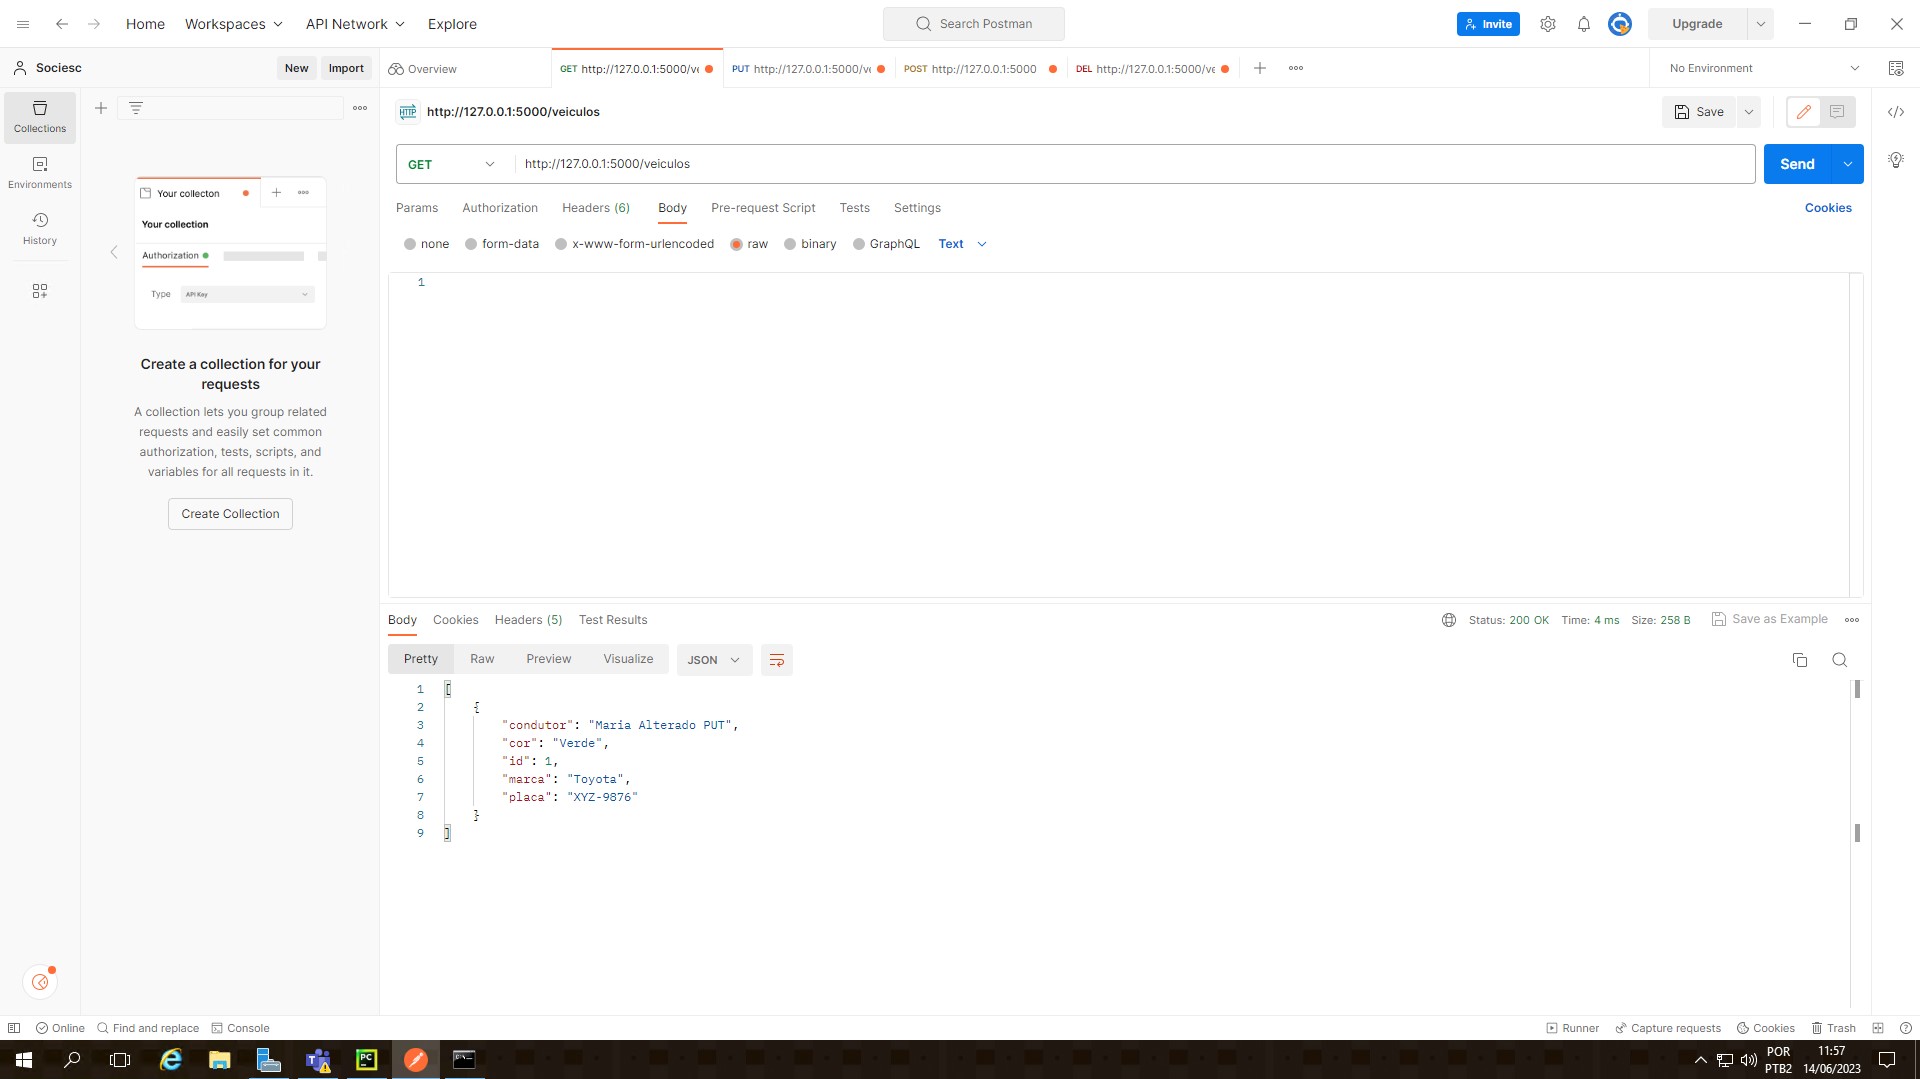 Home Workspaces API Network Explore Search Postman Invite Upgrade
Sociesc New Import Overview GET http://127.0.0.1:5000/ve PUT http://127.0.0.1:5000/ve POST http://127.0.0.1:5000 DEL http://127.0.0.1:5000/ve No Environment
Collections
Environments
History
Your collecton
Your collection
Authorization
Type API Key
Create a collection for your
requests
A collection lets you group related
requests and easily set common
authorization, tests, scripts, and
variables for all requests in it.
Create Collection
HTTP http://127.0.0.1:5000/veiculos Save
GET http://127.0.0.1:5000/veiculos Send
Params Authorization Headers (6) Body Pre-request Script Tests Settings Cookies
none form-data x-www-form-urlencoded raw binary GraphQL Text
1
Body Cookies Headers (5) Test Results Status: 200 OK Time: 4 ms Size: 258 B Save as Example
Pretty Raw Preview Visualize JSON
1 [
2 {
3 "condutor": "Maria Alterado PUT",
4 "cor": "Verde",
5 "id": 1,
6 "marca": "Toyota",
7 "placa": "XYZ-9876"
8 }
9 ]
Online Find and replace Console Runner Capture requests Cookies Trash
PC
POR 11:57
PTB2 14/06/2023